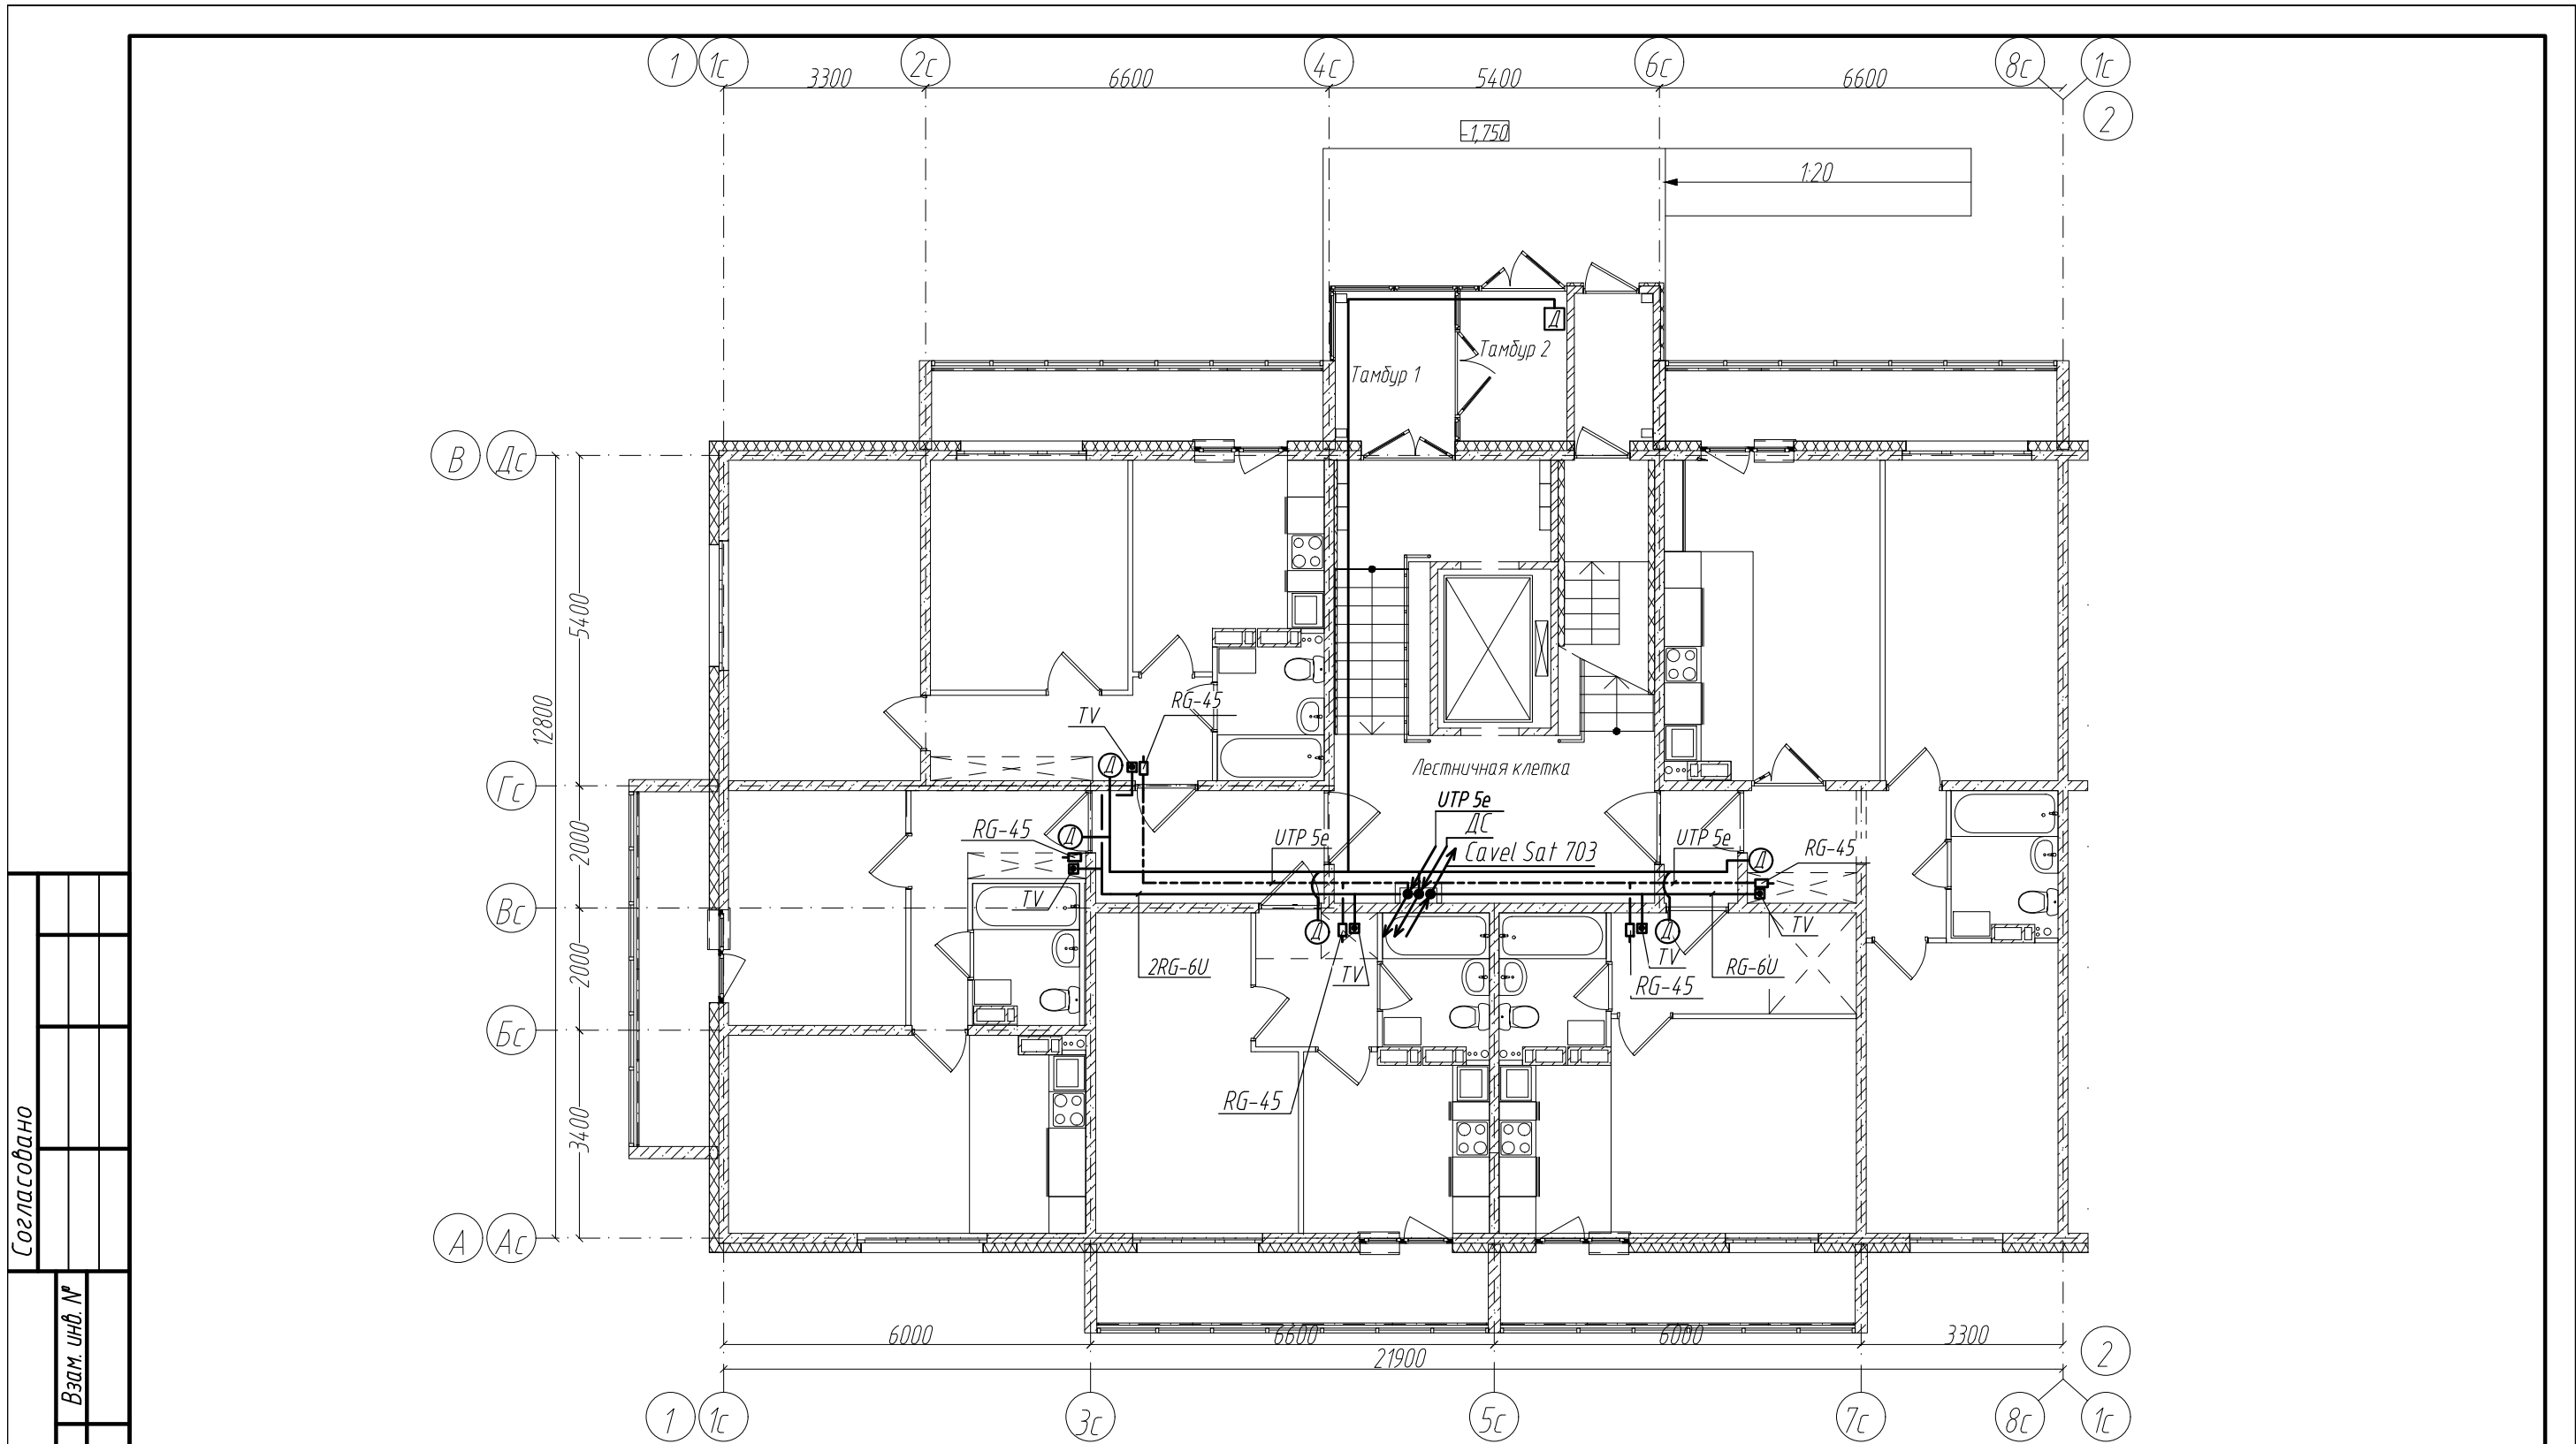 1 1с 2с 4с 6с 8с 1с
3300 6600 5400 6600
2
-1,750
1:20
Д
Тамбур 2
Тамбур 1
В Дс
5400
12800
RG-45
TV
Д
Лестничная клетка
Гс
UTP 5e
ДС
RG-45 Д UTP 5e Cavel Sat 703 UTP 5e RG-45
2000
Д
TV
Вс
Д Д TV
2000 2RG-6U TV TV RG-6U
RG-45
Бс
RG-45
3400
Согласовано
А Ас
Взам. инв. №
6000 6600 6000 3300
21900
2
1 1с 3с 5с 7с 8с 1с